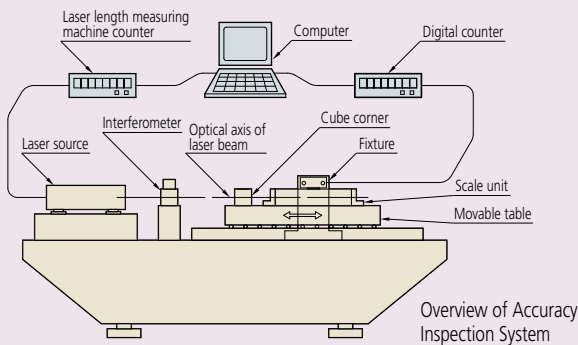 Laser length measuring
machine counter
Computer
Digital counter
Interferometer
Optical axis of
laser beam
Cube corner
Fixture
Laser source
Scale unit
Movable table
Overview of Accuracy
Inspection System